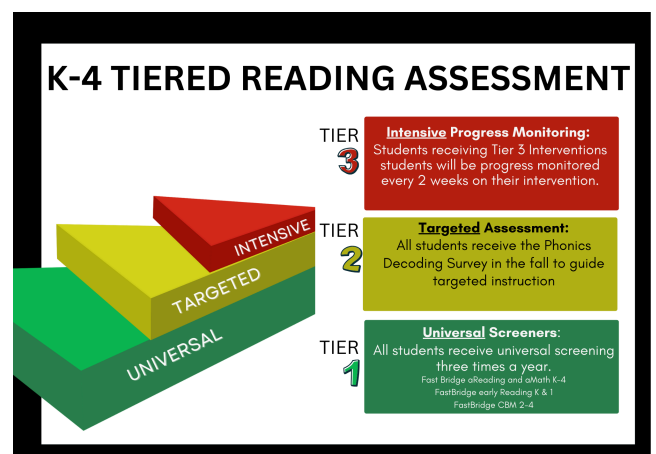 K-4 TIERED READING ASSESSMENT
TIER
3
Intensive Progress Monitoring:
Students receiving Tier 3 Interventions
students will be progress monitored
every 2 weeks on their intervention.
TIER
2
Targeted Assessment:
All students receive the Phonics
Decoding Survey in the fall to guide
targeted instruction
TIER
1
Universal Screeners:
All students receive universal screening
three times a year.
Fast Bridge aReading and aMath K-4
FastBridge early Reading K & 1
FastBridge CBM 2-4
INTENSIVE
TARGETED
UNIVERSAL